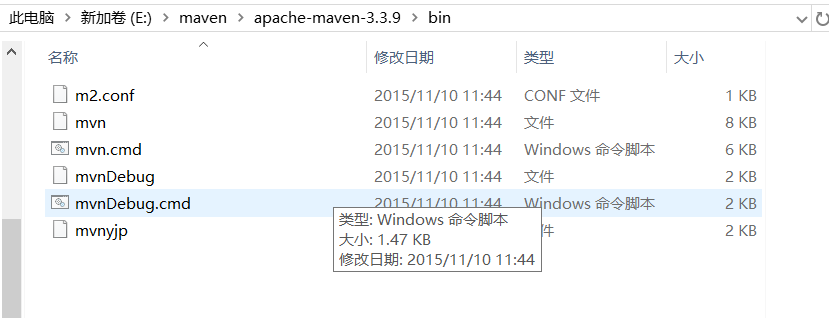 此电脑 > 新加卷 (E:) > maven > apache-maven-3.3.9 > bin
名称 修改日期 类型 大小
m2.conf 2015/11/10 11:44 CONF 文件 1 KB
mvn 2015/11/10 11:44 文件 8 KB
mvn.cmd 2015/11/10 11:44 Windows 命令脚本 6 KB
mvnDebug 2015/11/10 11:44 文件 2 KB
mvnDebug.cmd 2015/11/10 11:44 Windows 命令脚本 2 KB
mvnyjp 件 2 KB
类型: Windows 命令脚本
大小: 1.47 KB
修改日期: 2015/11/10 11:44